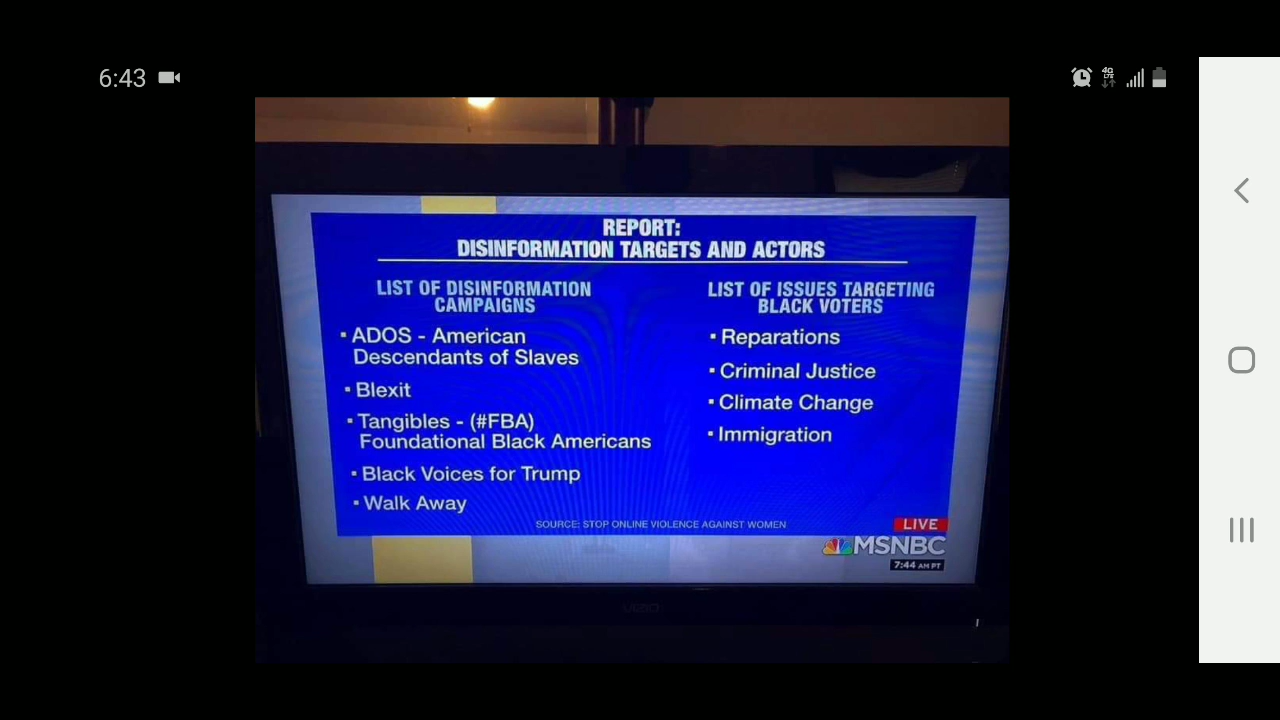 6:43
4G
LTE
REPORT:
DISINFORMATION TARGETS AND ACTORS
LIST OF DISINFORMATION
CAMPAIGNS
▪ ADOS - American
Descendants of Slaves
▪ Blexit
▪ Tangibles - (#FBA)
Foundational Black Americans
▪ Black Voices for Trump
▪ Walk Away
LIST OF ISSUES TARGETING
BLACK VOTERS
▪ Reparations
▪ Criminal Justice
▪ Climate Change
▪ Immigration
SOURCE: STOP ONLINE VIOLENCE AGAINST WOMEN
LIVE
MSNBC
7:44 AM PT